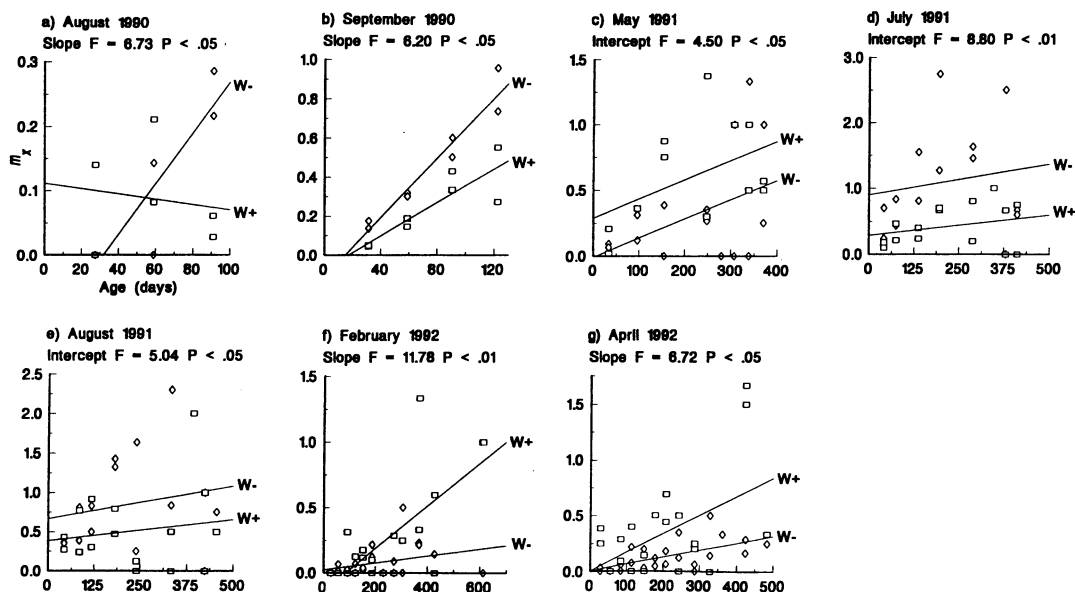 a) August 1990
Slope F = 6.73 P < .05
0.3
0.2
0.1
0.0
m_x
0 20 40 60 80 100
Age (days)
W-
W+
b) September 1990
Slope F = 6.20 P < .05
1.0
0.8
0.6
0.4
0.2
0.0
0 40 80 120
W-
W+
c) May 1991
Intercept F = 4.50 P < .05
1.5
1.0
0.5
0.0
0 100 200 300 400
W+
W-
d) July 1991
Intercept F = 8.80 P < .01
3.0
2.0
1.0
0.0
0 125 250 375 500
W-
W+
e) August 1991
Intercept F = 5.04 P < .05
2.5
2.0
1.5
1.0
0.5
0.0
0 125 250 375 500
W-
W+
f) February 1992
Slope F = 11.78 P < .01
1.5
1.0
0.5
0.0
0 200 400 600
W+
W-
g) April 1992
Slope F = 6.72 P < .05
1.5
1.0
0.5
0.0
0 100 200 300 400 500
W+
W-